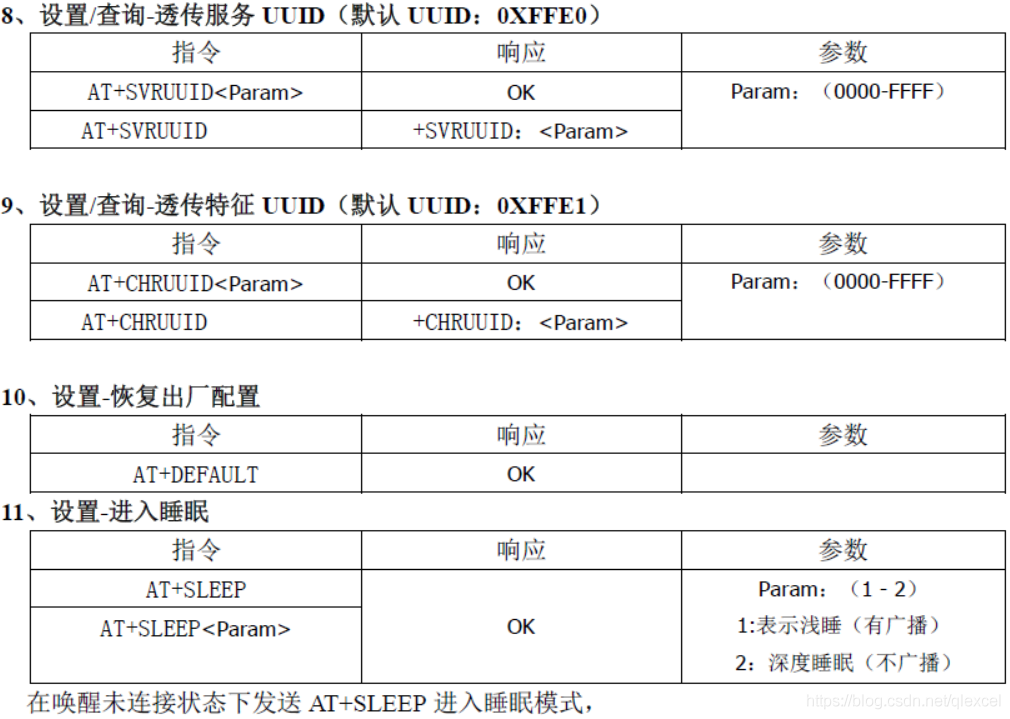 8、设置/查询-透传服务 UUID（默认 UUID：0XFFE0）
指令 响应 参数
AT+SVRUUID<Param> OK Param：（0000-FFFF）
AT+SVRUUID +SVRUUID：<Param>
9、设置/查询-透传特征 UUID（默认 UUID：0XFFE1）
指令 响应 参数
AT+CHRUUID<Param> OK Param：（0000-FFFF）
AT+CHRUUID +CHRUUID：<Param>
10、设置-恢复出厂配置
指令 响应 参数
AT+DEFAULT OK
11、设置-进入睡眠
指令 响应 参数
AT+SLEEP Param：（1 - 2）
AT+SLEEP<Param> OK 1:表示浅睡（有广播）
2：深度睡眠（不广播）
在唤醒未连接状态下发送 AT+SLEEP 进入睡眠模式，
https://blog.csdn.net/qlexcel